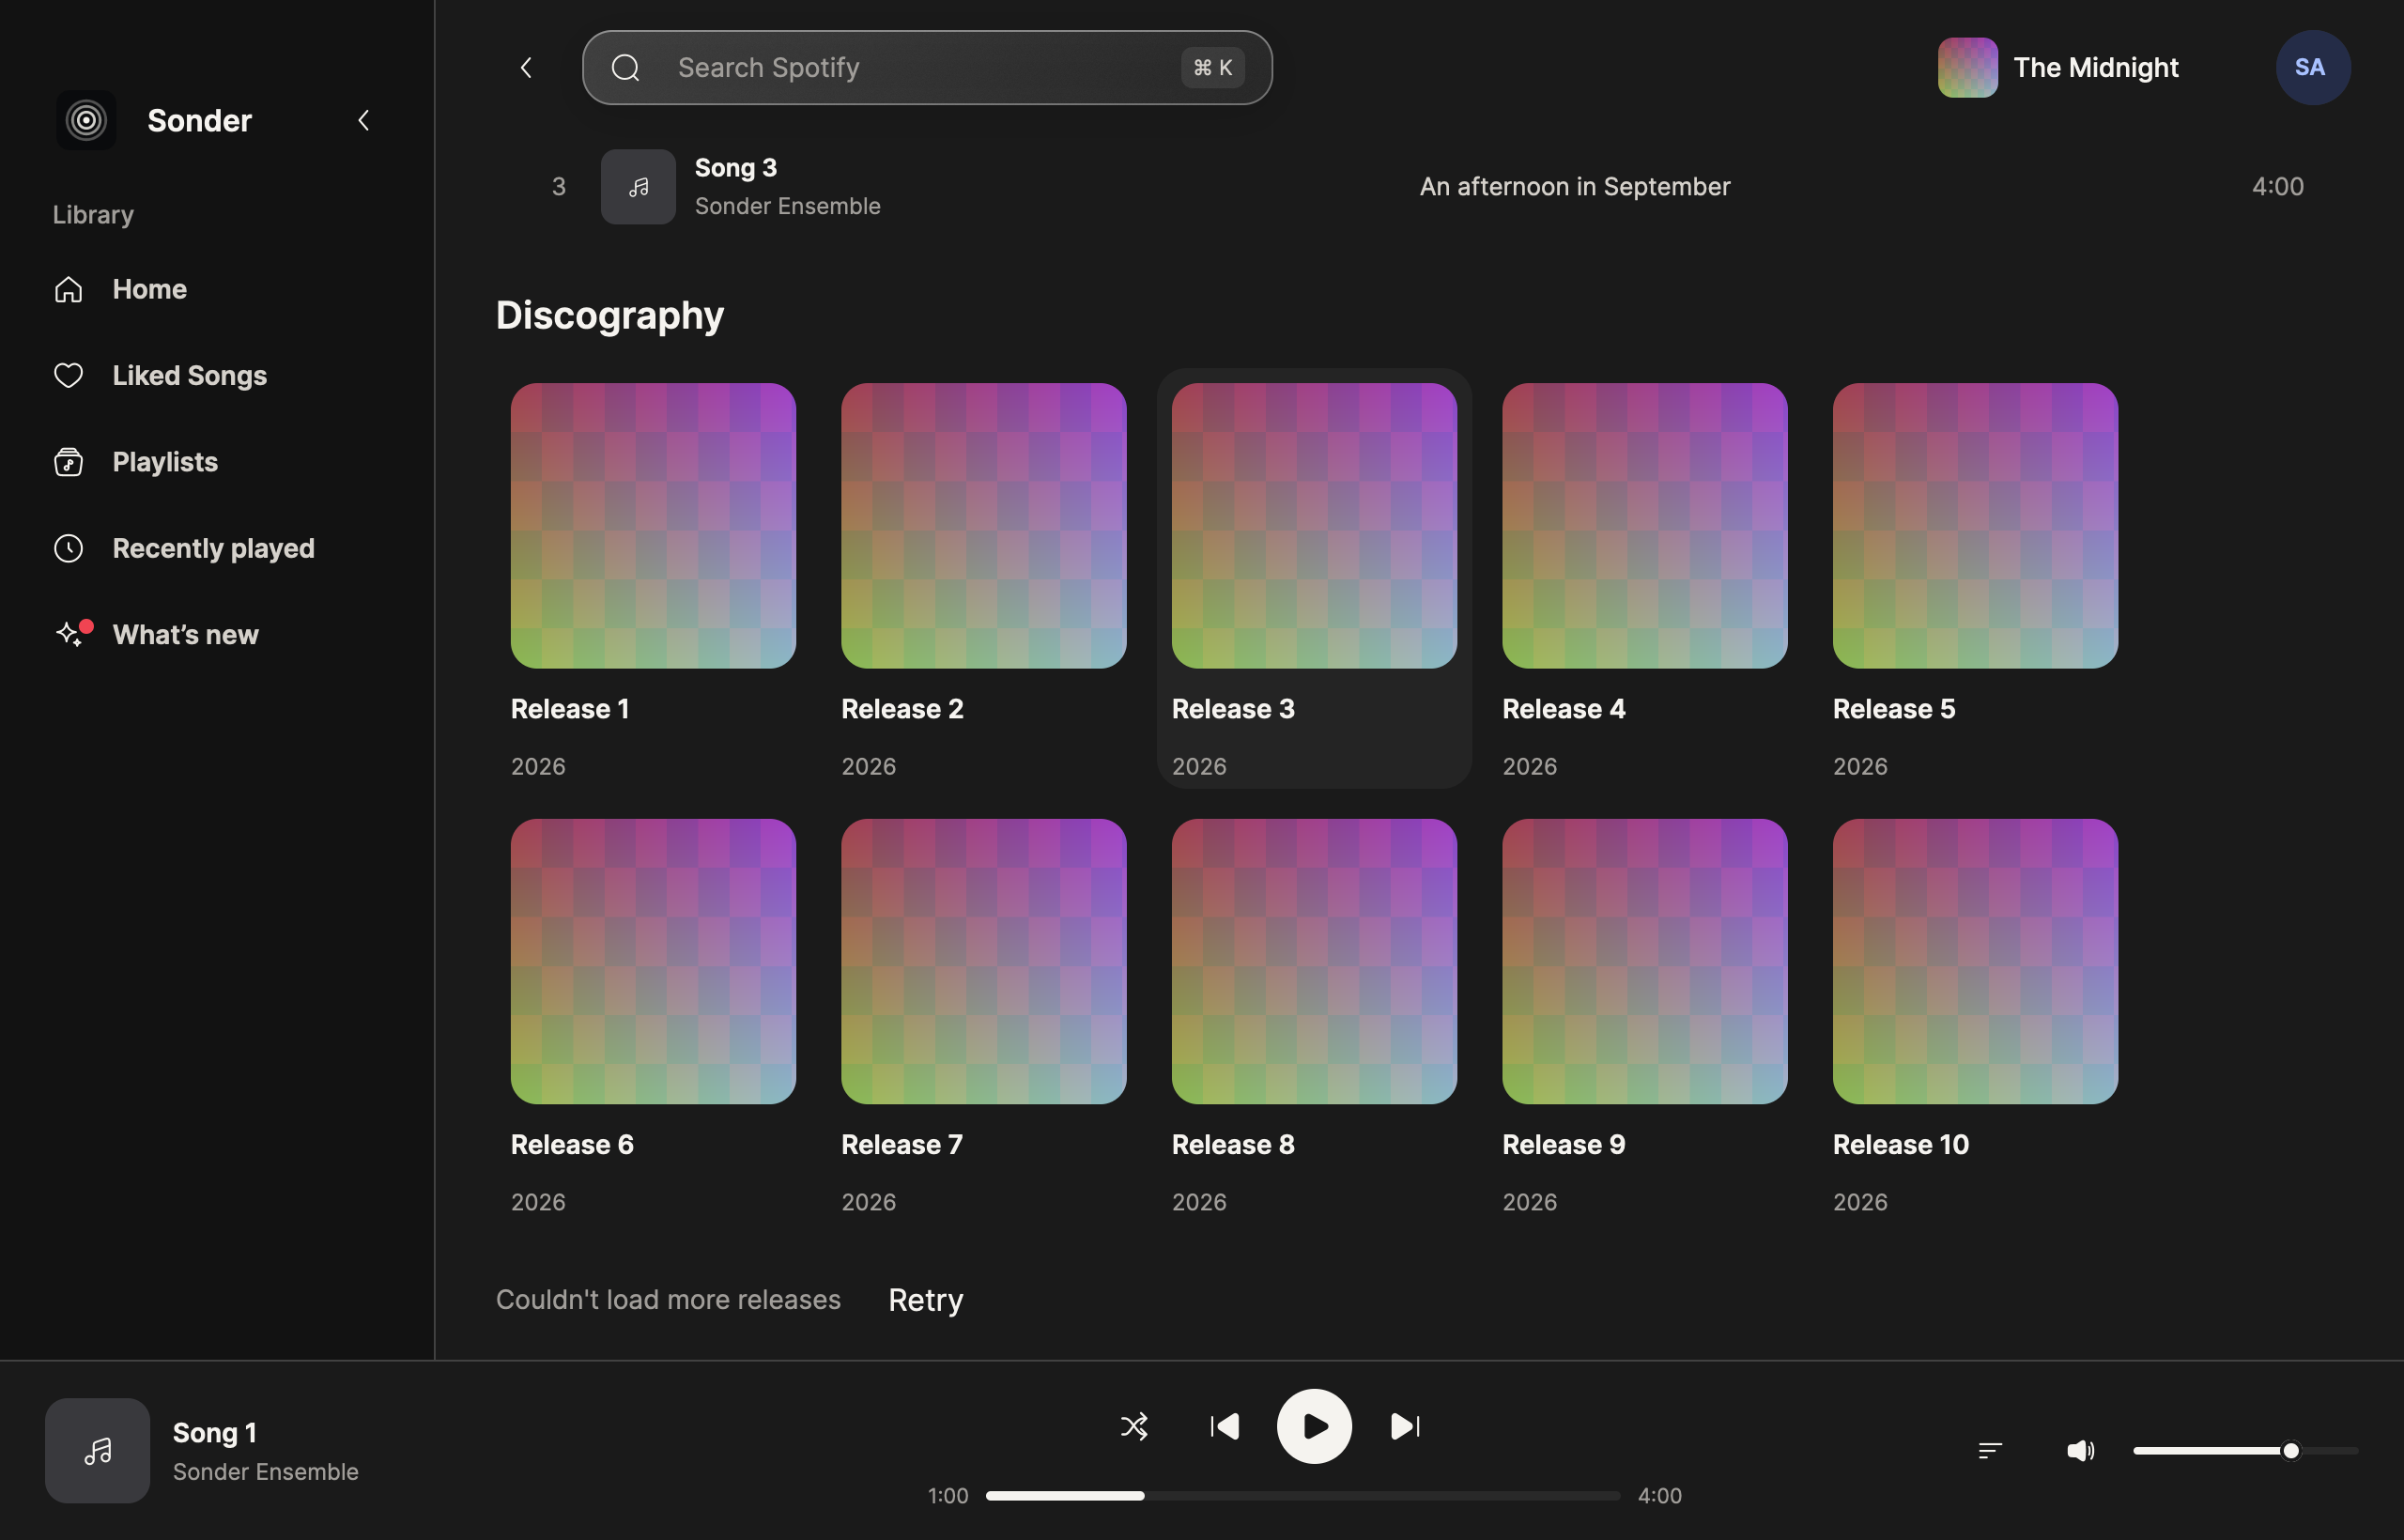 Sonder
Library
Home
Liked Songs
Playlists
Recently played
What’s new
Search Spotify
⌘ K
The Midnight
SA
3
Song 3
Sonder Ensemble
An afternoon in September
4:00
Discography
Release 1
2026
Release 2
2026
Release 3
2026
Release 4
2026
Release 5
2026
Release 6
2026
Release 7
2026
Release 8
2026
Release 9
2026
Release 10
2026
Couldn't load more releases
Retry
Song 1
Sonder Ensemble
1:00
4:00